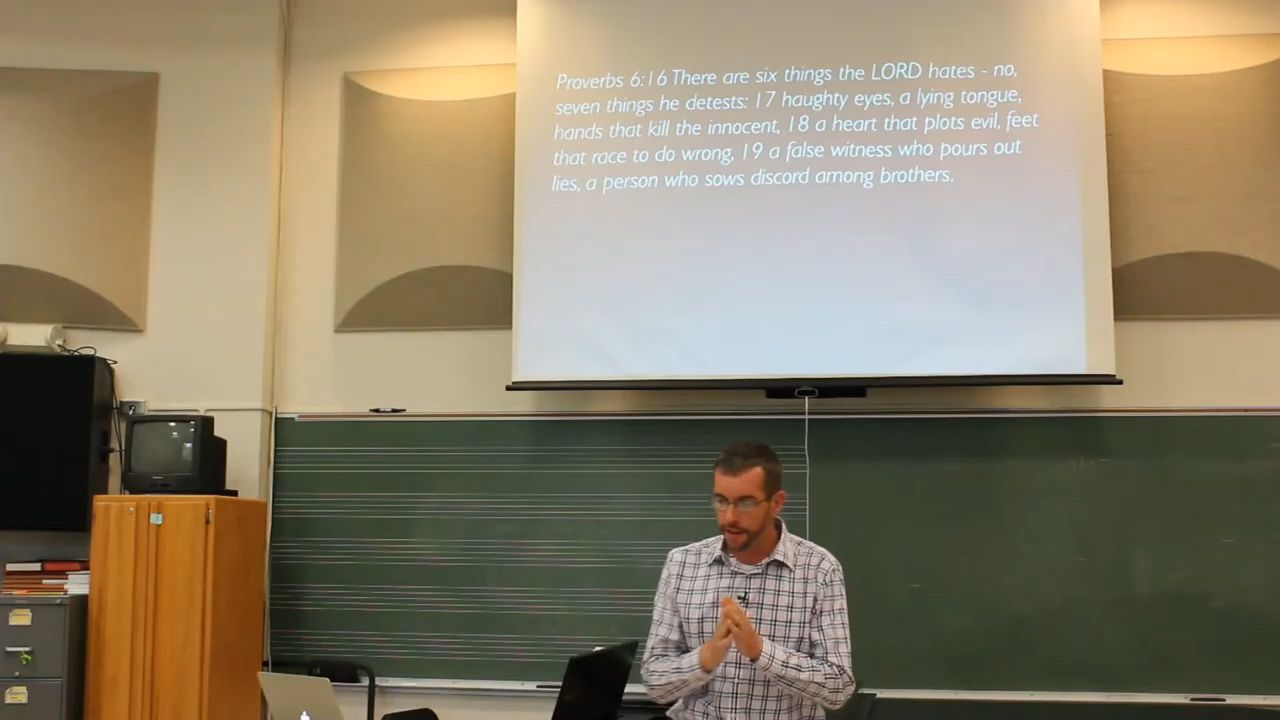 Proverbs 6:16 There are six things the LORD hates - no,
seven things he detests: 17 haughty eyes, a lying tongue,
hands that kill the innocent, 18 a heart that plots evil, feet
that race to do wrong, 19 a false witness who pours out
lies, a person who sows discord among brothers.